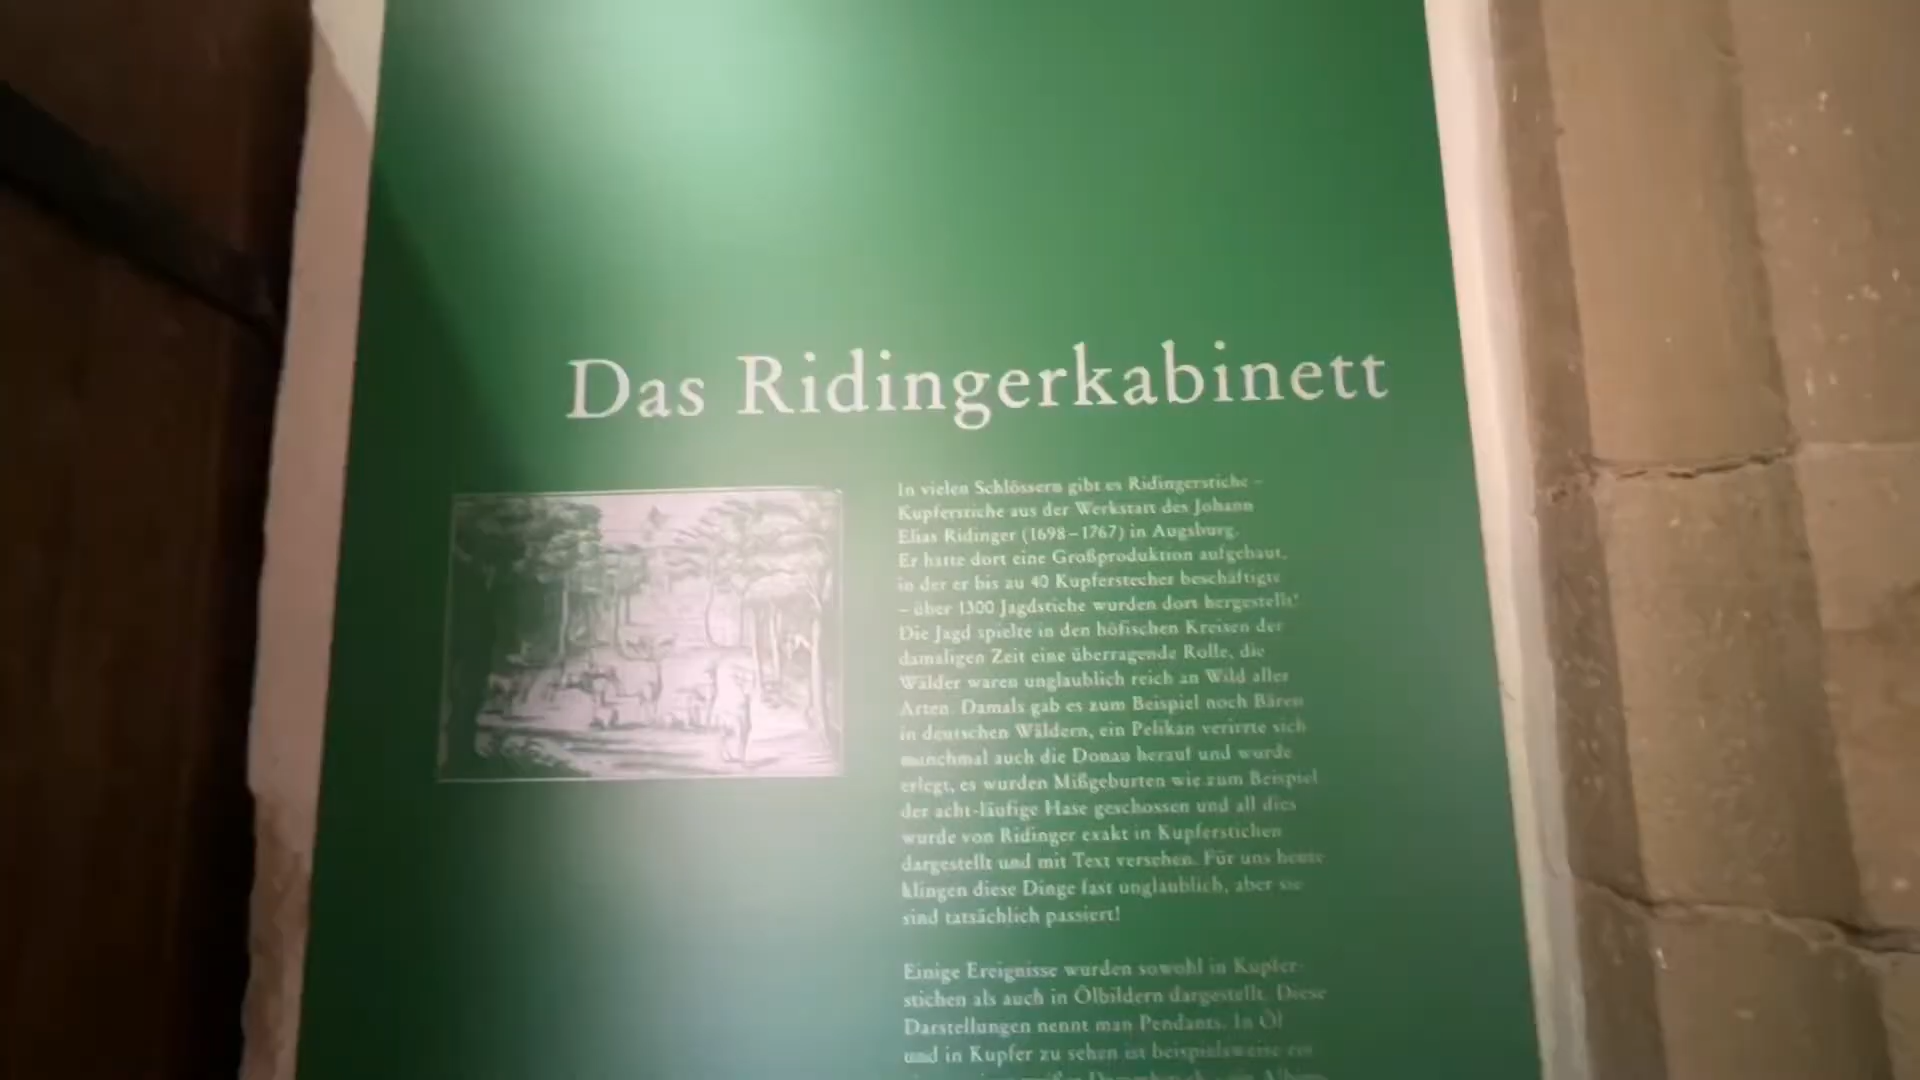 Das Ridingerkabinett
In vielen Schlössern gibt es Ridingerstiche –
Kupferstiche aus der Werkstatt des Johann
Elias Ridinger (1698–1767) in Augsburg.
Er hatte dort eine Großproduktion aufgebaut,
in der er bis zu 40 Kupferstecher beschäftigte
– über 1300 Jagdstiche wurden dort hergestellt!
Die Jagd spielte in den höfischen Kreisen der
damaligen Zeit eine überragende Rolle, die
Wälder waren unglaublich reich an Wild aller
Arten. Damals gab es zum Beispiel noch Bären
in deutschen Wäldern, ein Pelikan verirrte sich
manchmal auch die Donau herauf und wurde
erlegt, es wurden Mißgeburten wie zum Beispiel
der acht-läufige Hase geschossen und all dies
wurde von Ridinger exakt in Kupferstichen
dargestellt und mit Text versehen. Für uns heute
klingen diese Dinge fast unglaublich, aber sie
sind tatsächlich passiert!
Einige Ereignisse wurden sowohl in Kupfer-
stichen als auch in Ölbildern dargestellt. Diese
Darstellungen nennt man Pendants. In Öl
und in Kupfer zu sehen ist beispielsweise ein